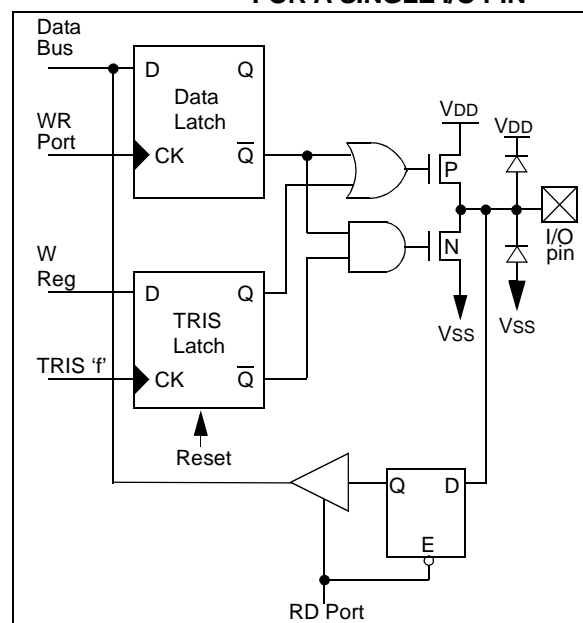 FOR A SINGLE I/O PIN
Data
Bus
D
Q
Data
Latch
WR
Port
CK
Q
VDD
P
VDD
I/O
pin
W
Reg
N
D
Q
TRIS
Latch
VSS
VSS
TRIS 'f'
CK
Q
Reset
Q
D
E
RD Port